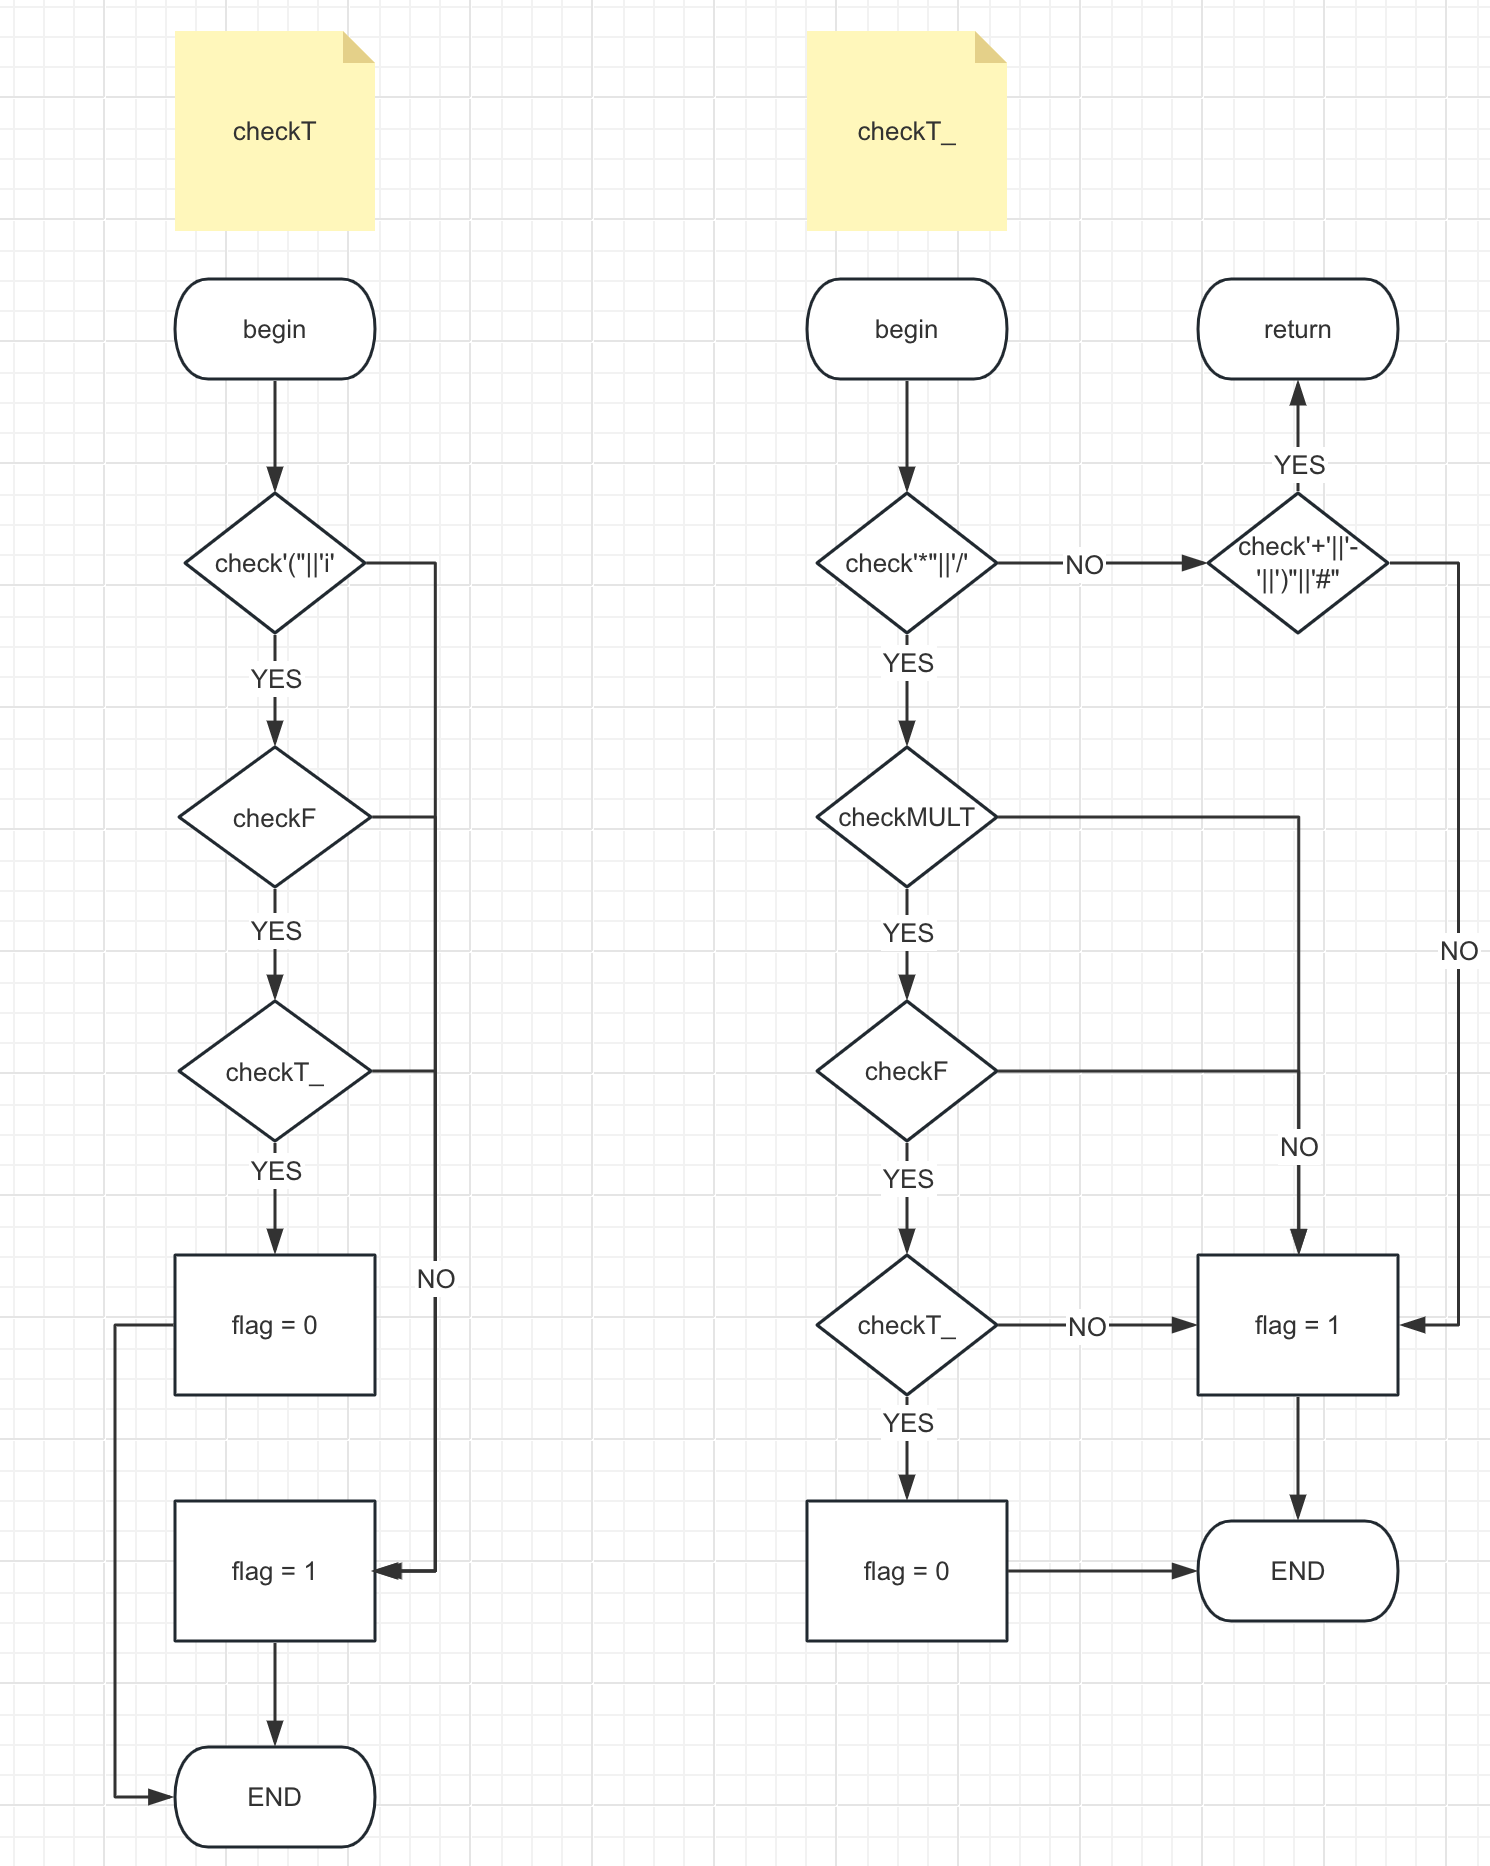 checkT
begin
check'(''||'i'
YES
checkF
YES
checkT_
YES
flag = 0
NO
flag = 1
END
checkT_
begin
return
YES
check'*''||'/'
NO
check'+'||'-
'||')''||'#''
YES
checkMULT
YES
NO
checkF
NO
YES
checkT_
NO
flag = 1
YES
flag = 0
END